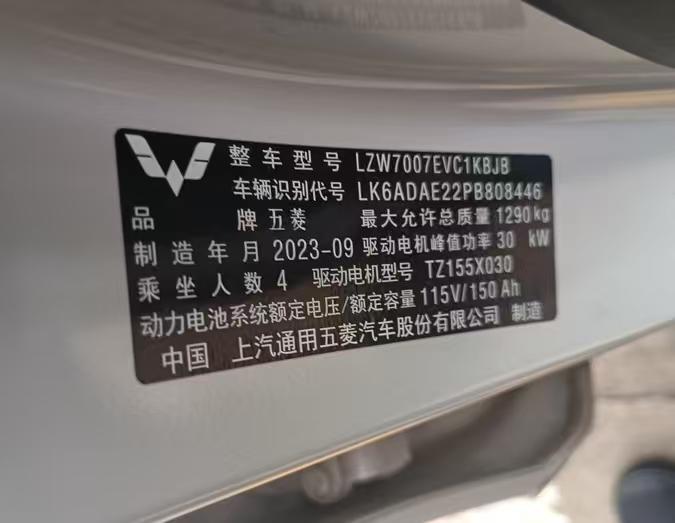 整车型号 LZW7007EVC1KBJB
车辆识别代号 LK6ADAE22PB808446
品牌 五菱 最大允许总质量 1290kg
制造年月 2023-09 驱动电机峰值功率 30 kW
乘坐人数 4 驱动电机型号 TZ155X030
动力电池系统额定电压/额定容量 115V/150 Ah
中国 上汽通用五菱汽车股份有限公司 制造